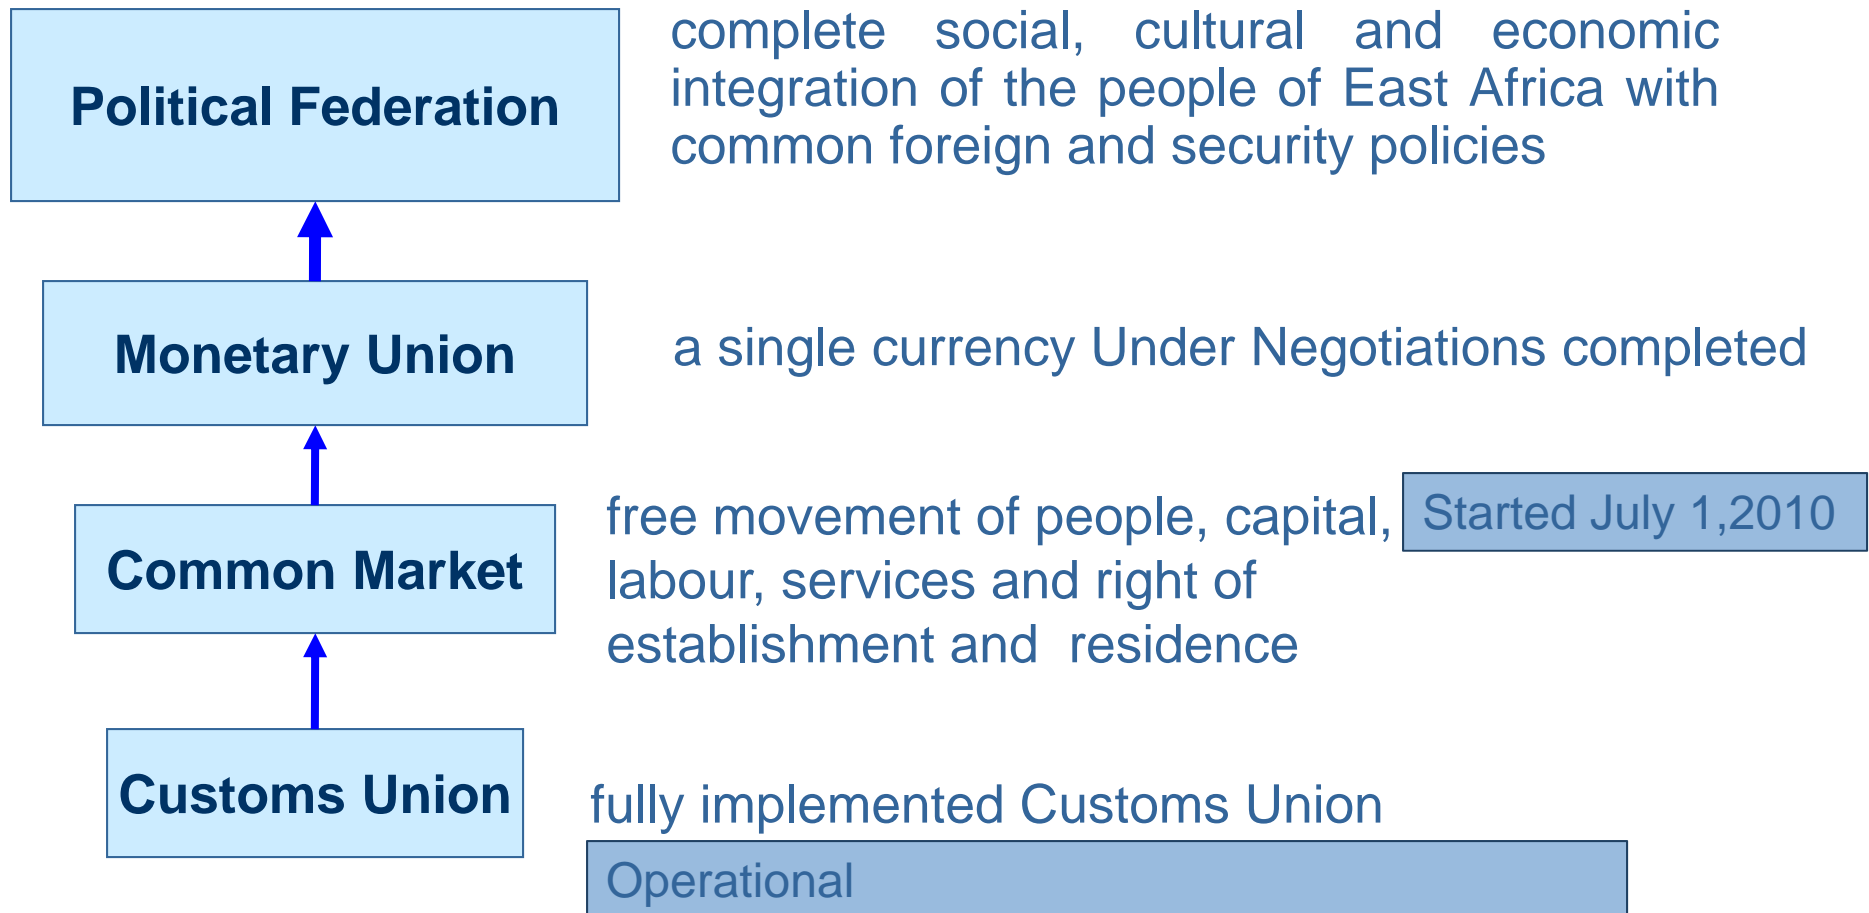 Political Federation
complete social, cultural and economic
integration of the people of East Africa with
common foreign and security policies
Monetary Union
a single currency Under Negotiations completed
Common Market
free movement of people, capital,
Started July 1,2010
labour, services and right of
establishment and residence
Customs Union
fully implemented Customs Union
Operational